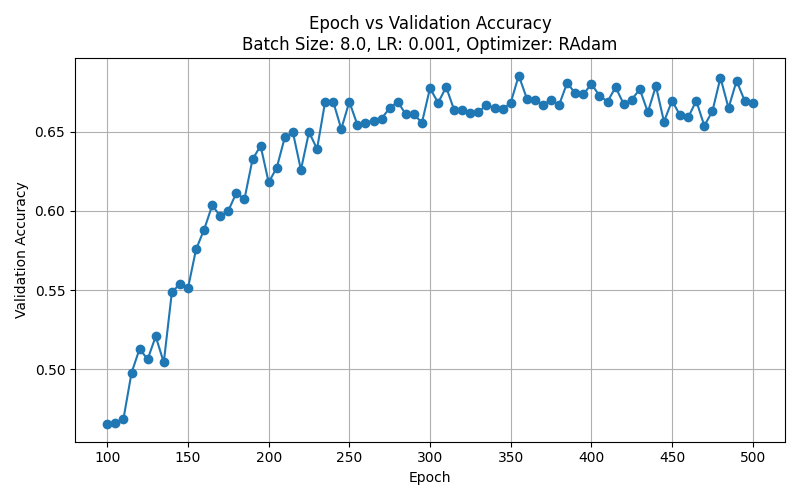 Epoch vs Validation Accuracy
Batch Size: 8.0, LR: 0.001, Optimizer: RAdam
Validation Accuracy
0.65
0.60
0.55
0.50
100 150 200 250 300 350 400 450 500
Epoch